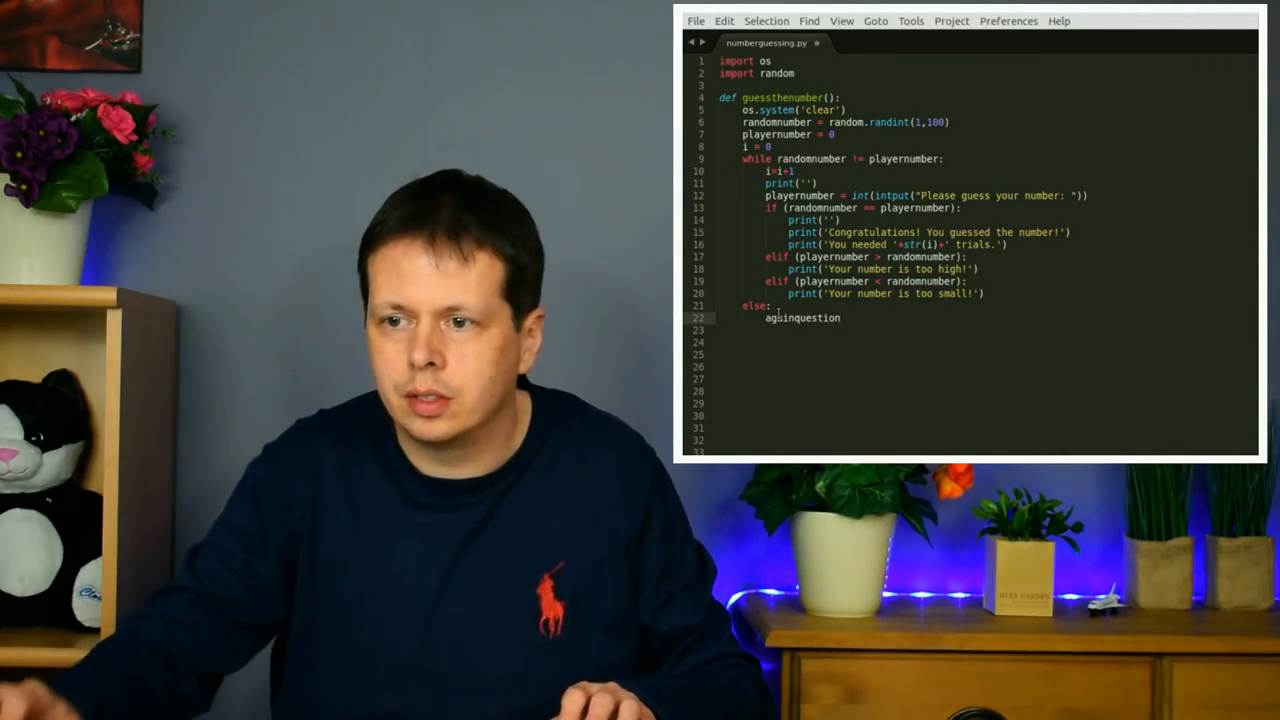 File Edit Selection Find View Goto Tools Project Preferences Help
numberguessing.py
1 import os
2 import random
3
4 def guessthenumber():
5 os.system('clear')
6 randomnumber = random.randint(1,100)
7 playernumber = 0
8 i = 0
9 while randomnumber != playernumber:
10 i=i+1
11 print('')
12 playernumber = int(intput("Please guess your number: "))
13 if (randomnumber == playernumber):
14 print('')
15 print('Congratulations! You guessed the number!')
16 print('You needed '+str(i)+' trials.')
17 elif (playernumber > randomnumber):
18 print('Your number is too high!')
19 elif (playernumber < randomnumber):
20 print('Your number is too small!')
21 else:
22 againquestion
23
24
25
26
27
28
29
30
31
32
33
HERB GARDEN